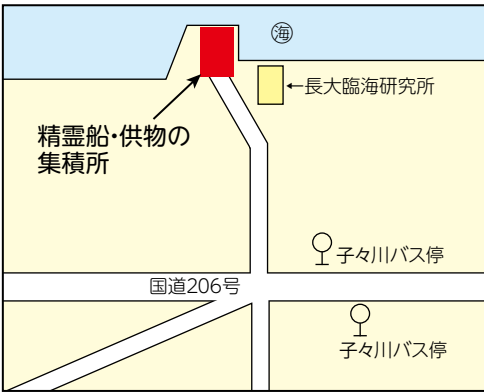 海
←長大臨海研究所
精霊船・供物の
集積所
子々川バス停
国道206号
子々川バス停